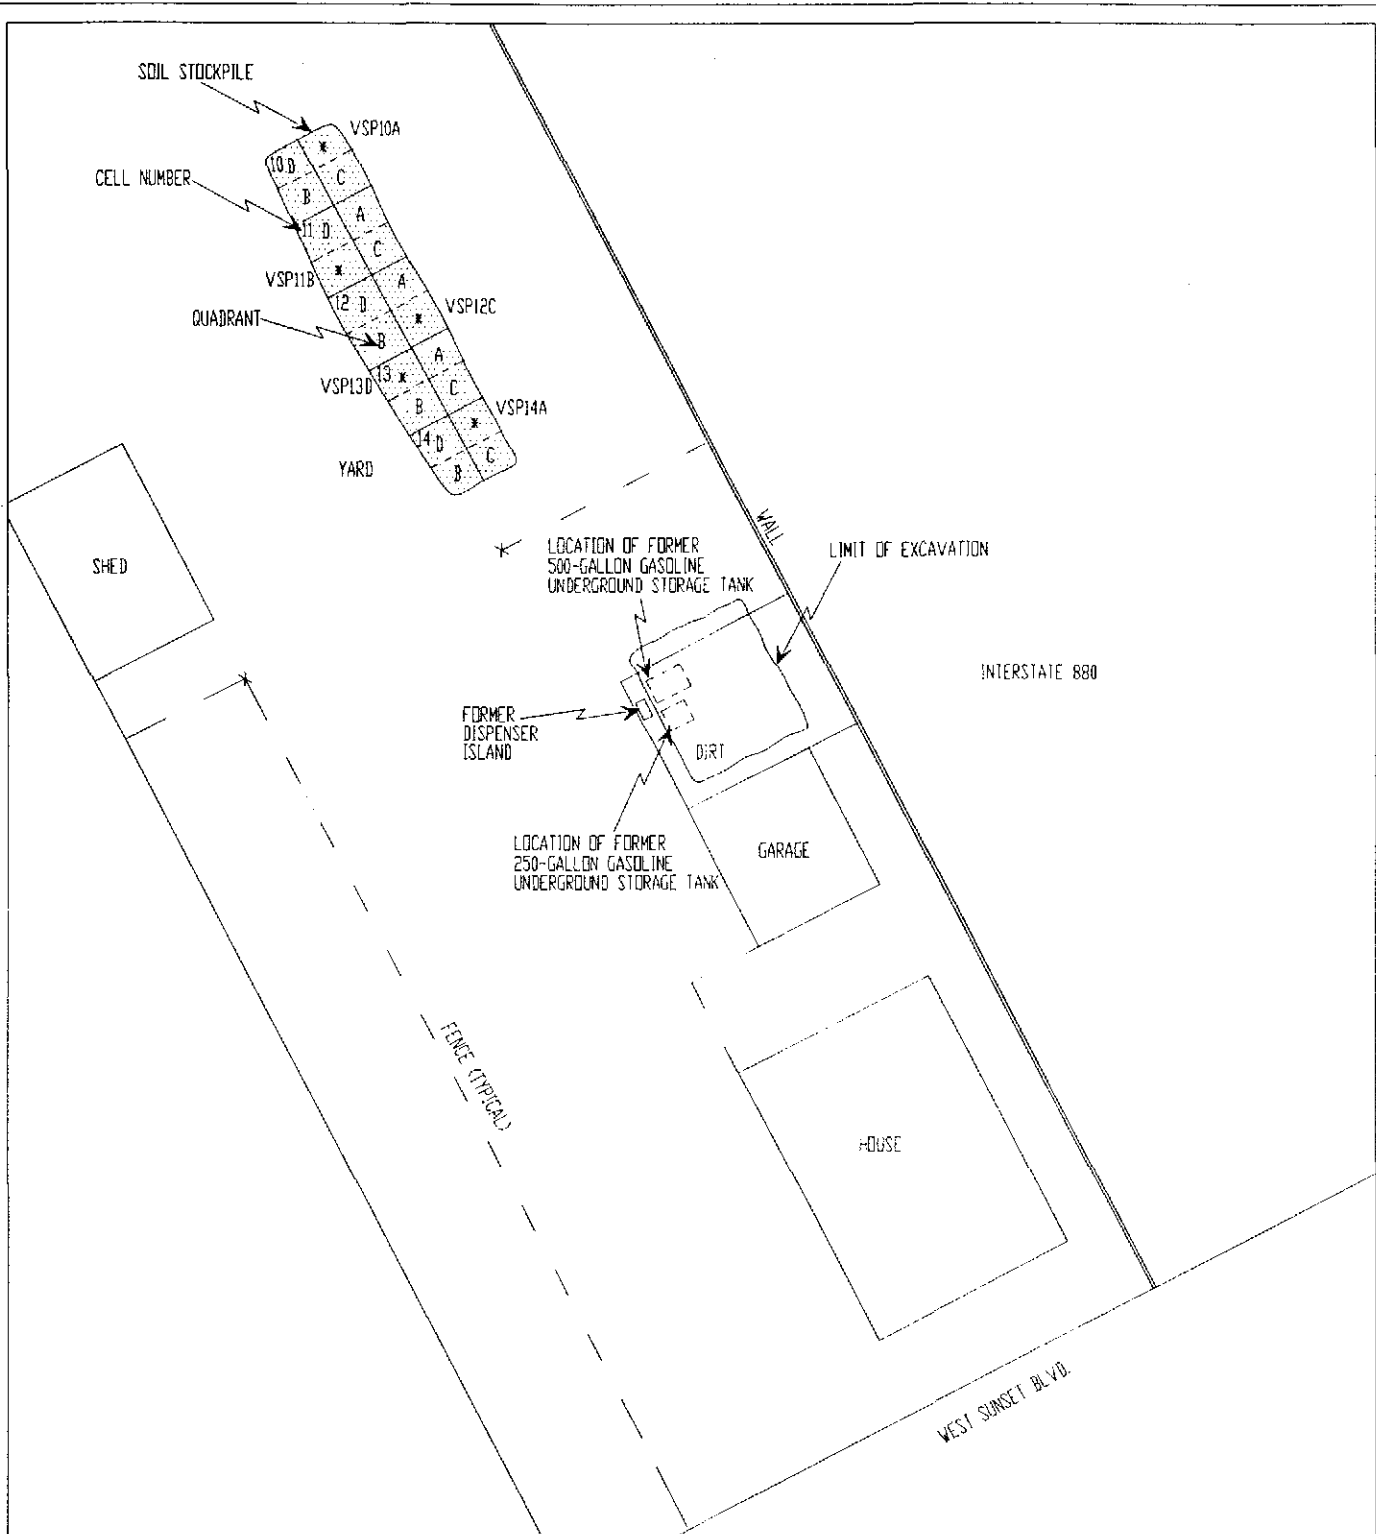 SOIL STOCKPILE
VSP10A
*
10 D
C
CELL NUMBER
B
A
11 D
C
*
VSP11B
A
12 D
VSP12C
*
QUADRANT
B
A
13 *
VSP13D
C
B
VSP14A
*
14 D
C
B
YARD
SHED
WALL
LOCATION OF FORMER
500-GALLON GASOLINE
UNDERGROUND STORAGE TANK
LIMIT OF EXCAVATION
INTERSTATE 880
FORMER
DISPENSER
ISLAND
DIRT
LOCATION OF FORMER
250-GALLON GASOLINE
UNDERGROUND STORAGE TANK
GARAGE
FENCE (TYPICAL)
HOUSE
WEST SUNSET BLVD.